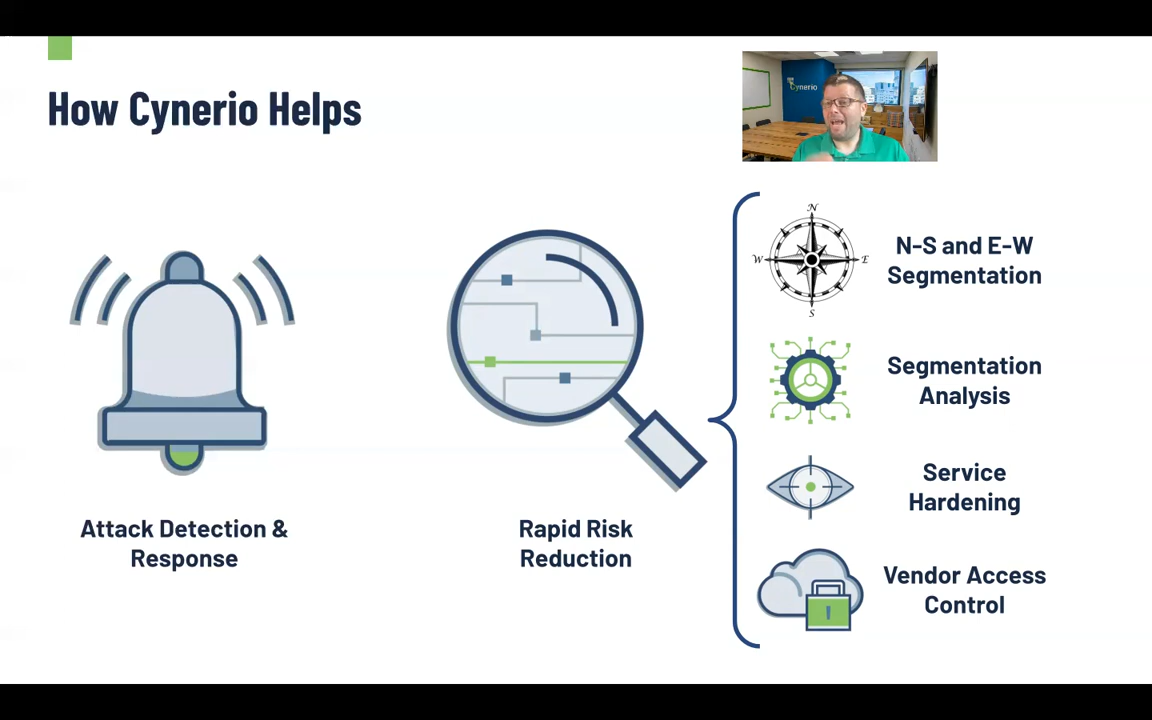 How Cynerio Helps
Cynerio
Attack Detection &
Response
Rapid Risk
Reduction
N
W
E
S
N-S and E-W
Segmentation
Segmentation
Analysis
Service
Hardening
Vendor Access
Control